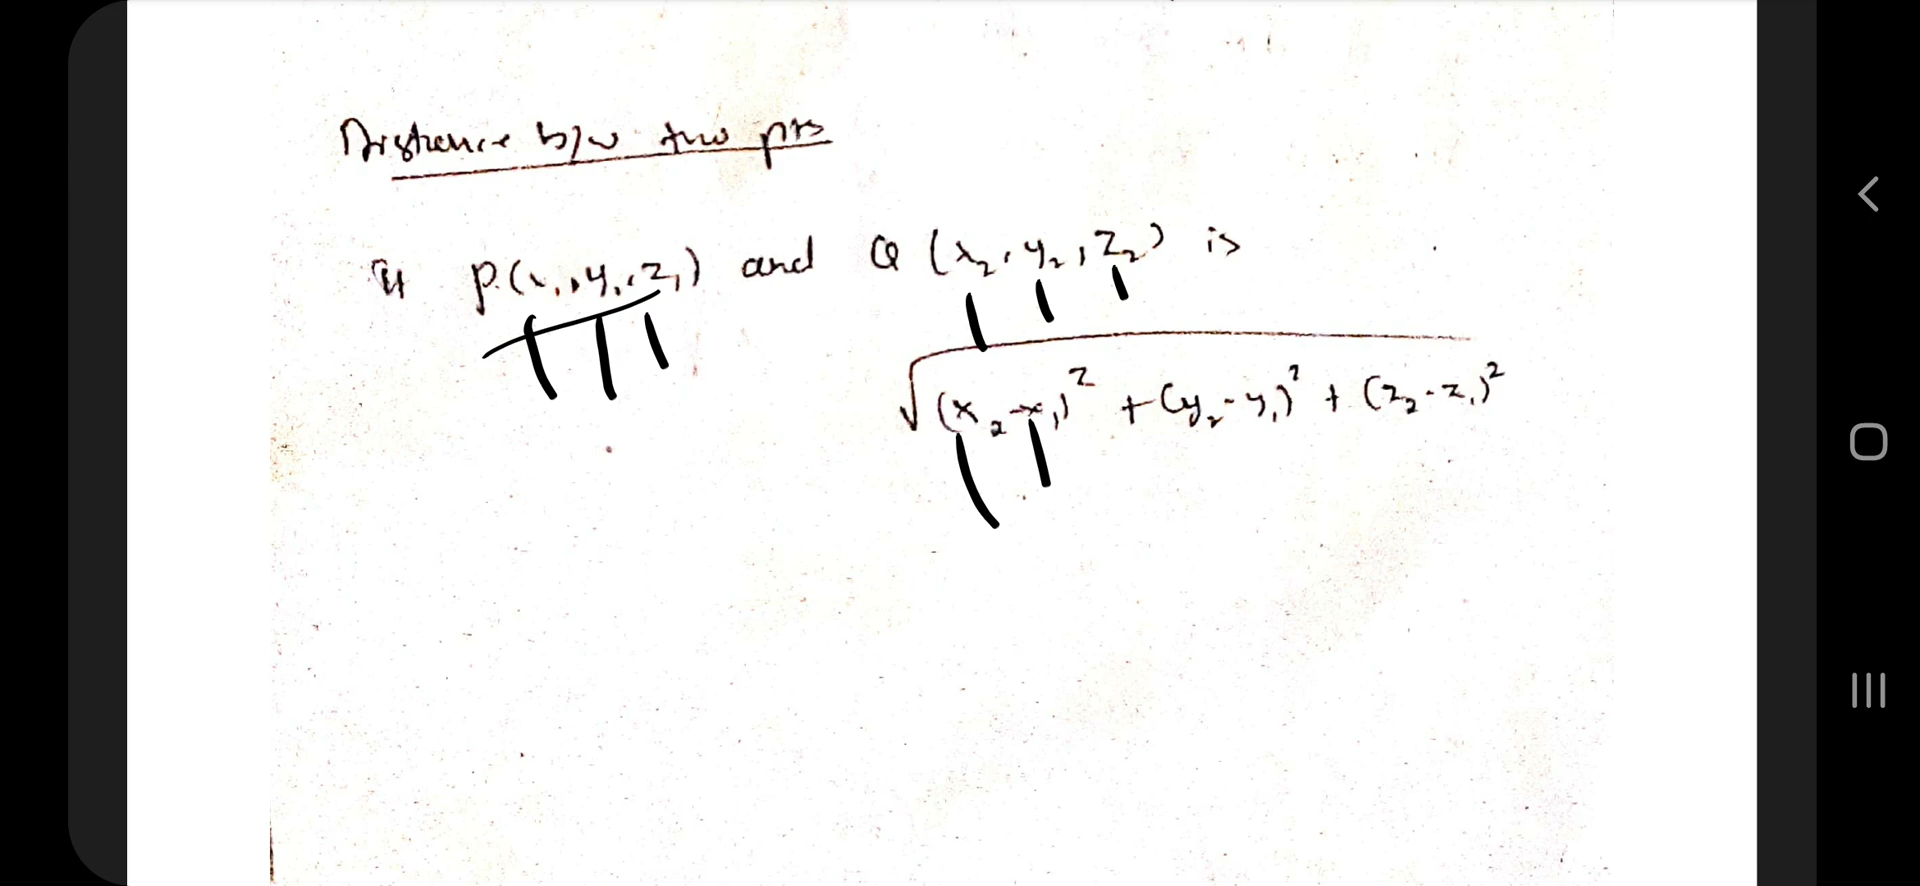 Distance b/w two pts
If P(x₁, y₁, z₁) and Q (x₂, y₂, z₂) is
√(x₂-x₁)² + (y₂-y₁)² + (z₂-z₁)²